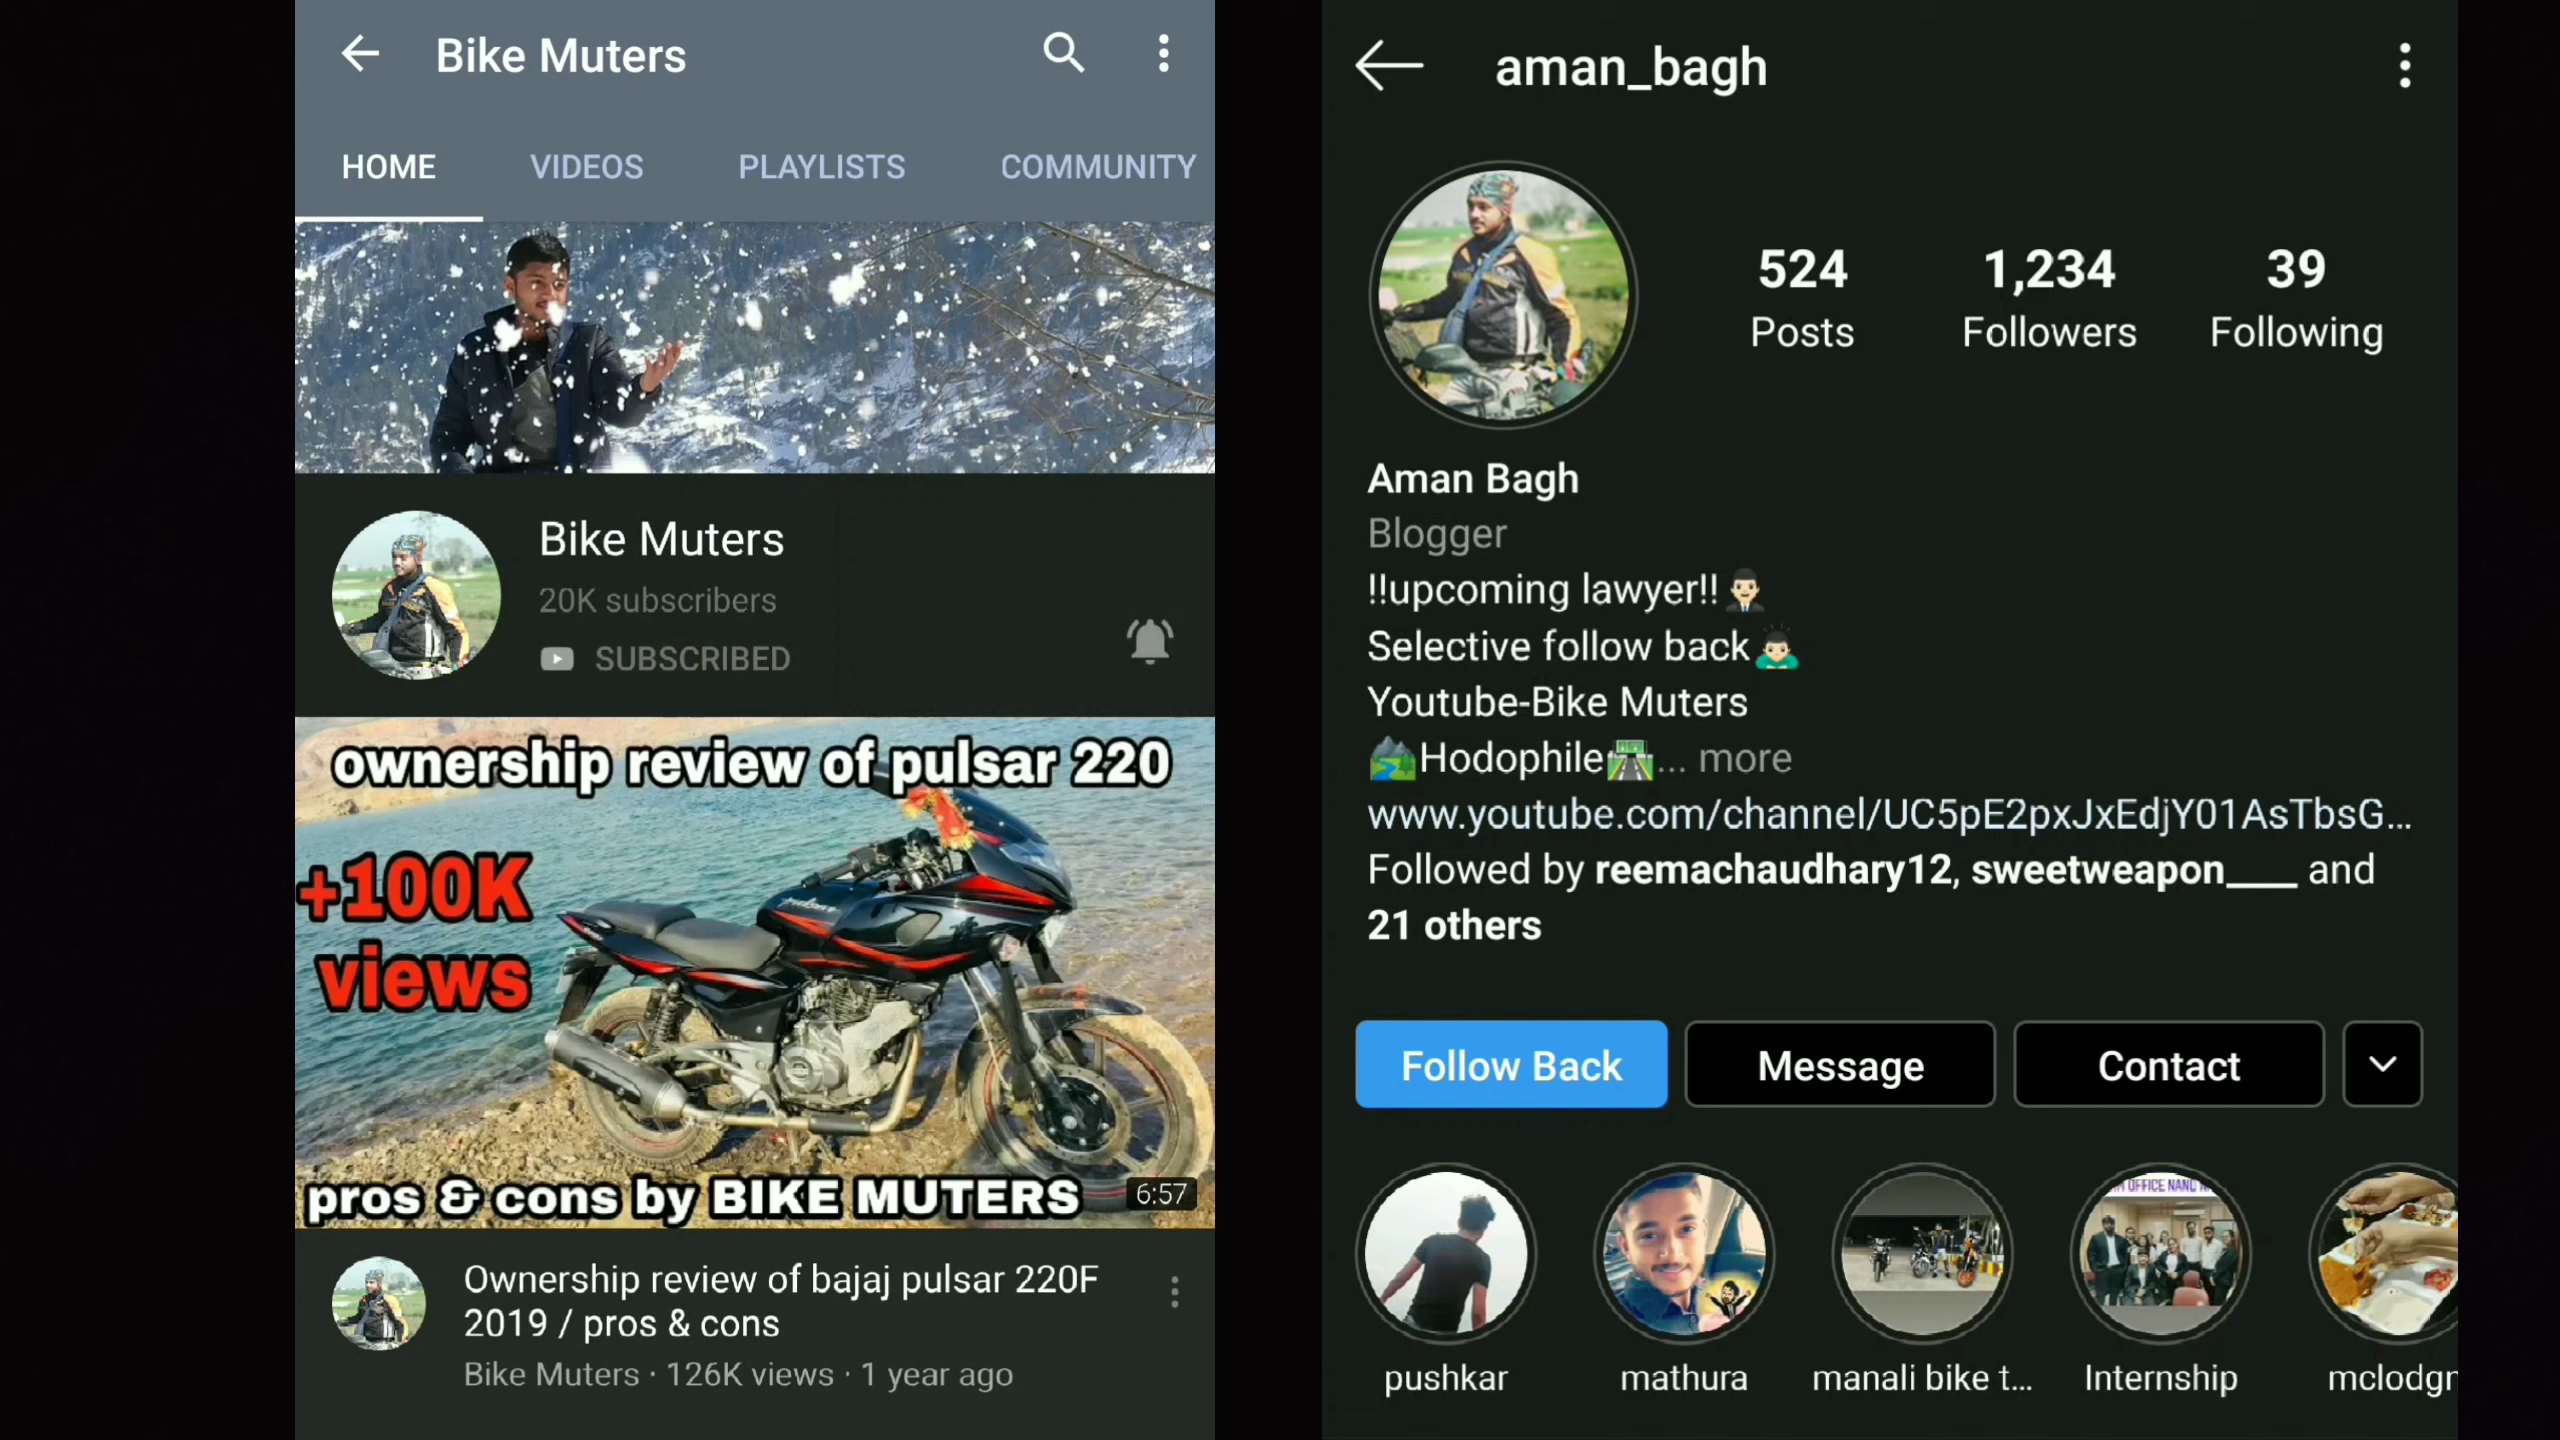 Bike Muters
HOME VIDEOS PLAYLISTS COMMUNITY
Bike Muters
20K subscribers
SUBSCRIBED
ownership review of pulsar 220
+100K
views
pros & cons by BIKE MUTERS
6:57
Ownership review of bajaj pulsar 220F
2019 / pros & cons
Bike Muters · 126K views · 1 year ago
aman_bagh
524 1,234 39
Posts Followers Following
Aman Bagh
Blogger
!!upcoming lawyer!!
Selective follow back
Youtube-Bike Muters
Hodophile... more
www.youtube.com/channel/UC5pE2pxJxEdjY01AsTbsG...
Followed by reemachaudhary12, sweetweapon____ and
21 others
Follow Back Message Contact
OFFICE NAND
pushkar mathura manali bike t... Internship mclodgr